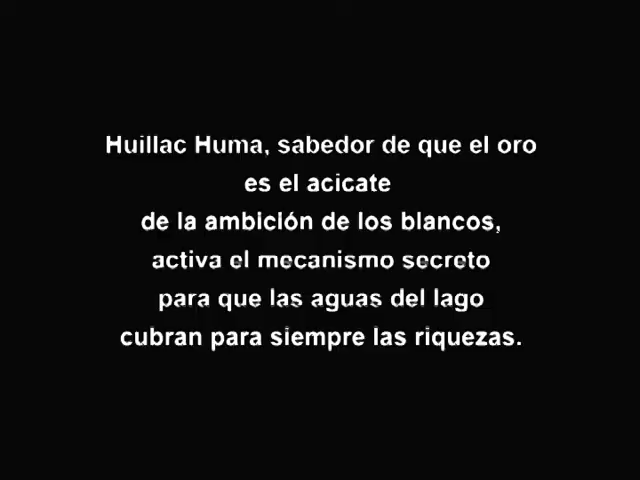 Huillac Huma, sabedor de que el oro
es el acicate
de la ambición de los blancos,
activa el mecanismo secreto
para que las aguas del lago
cubran para siempre las riquezas.